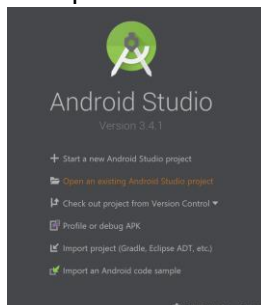 Android Studio
Version 3.4.1
Start a new Android Studio project
Open an existing Android Studio project
Check out project from Version Control
Profile or debug APK
Import project (Gradle, Eclipse ADT, etc.)
Import an Android code sample